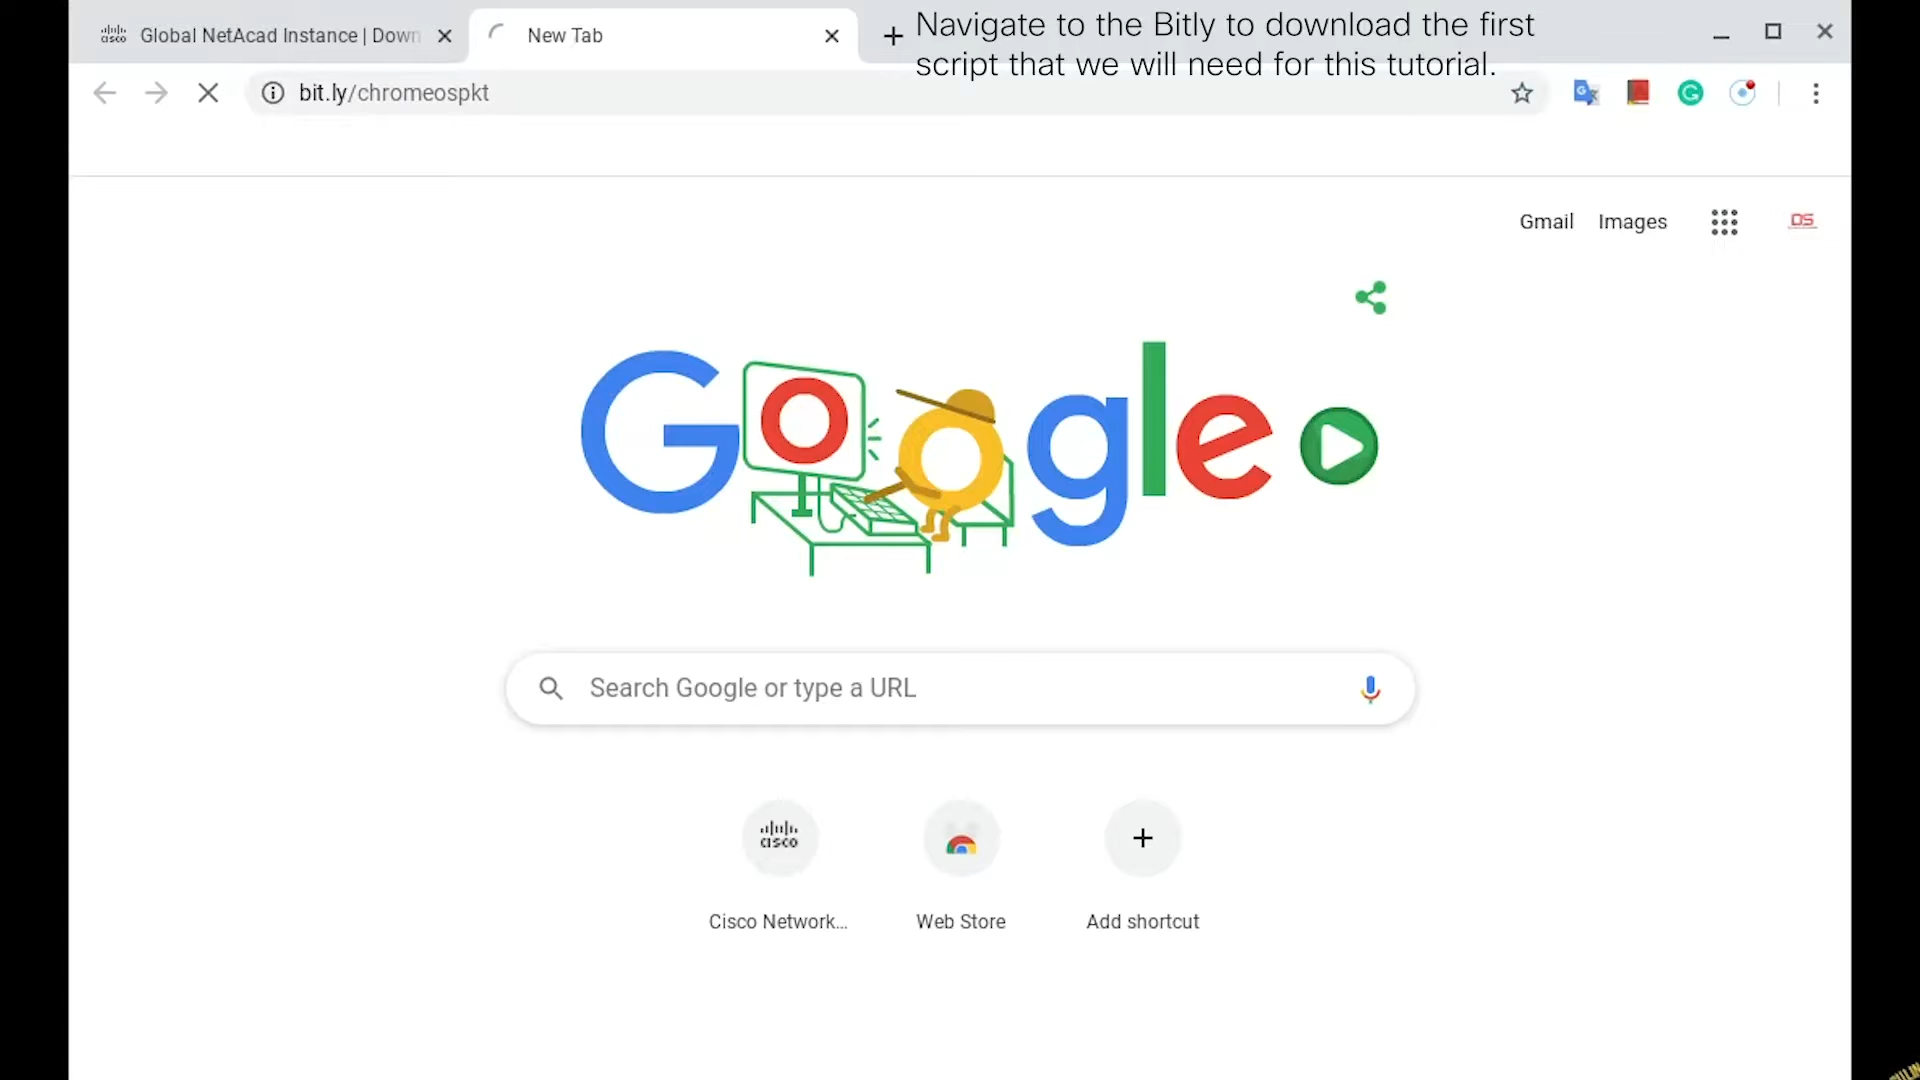 Global NetAcad Instance | Down
New Tab
Navigate to the Bitly to download the first
script that we will need for this tutorial.
bit.ly/chromeospkt
Gmail
Images
DS
Google
Search Google or type a URL
cisco
Cisco Network...
Web Store
Add shortcut